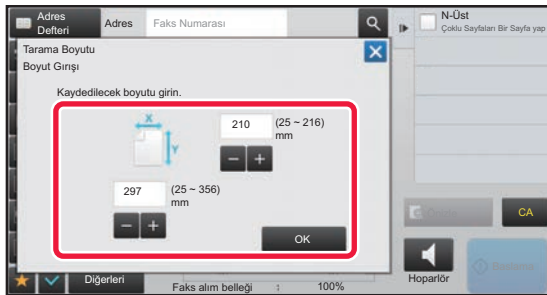 Adres
Defteri
Adres
Faks Numarası
N-Üst
Çoklu Sayfaları Bir Sayfa yap
Tarama Boyutu
Boyut Girişı
Kaydedilecek boyutu girin.
X
Y
210
(25 ~ 216)
mm
297
(25 ~ 356)
mm
OK
CA
Diğerleri
Faks alım belleği : 100%
Hoparlör